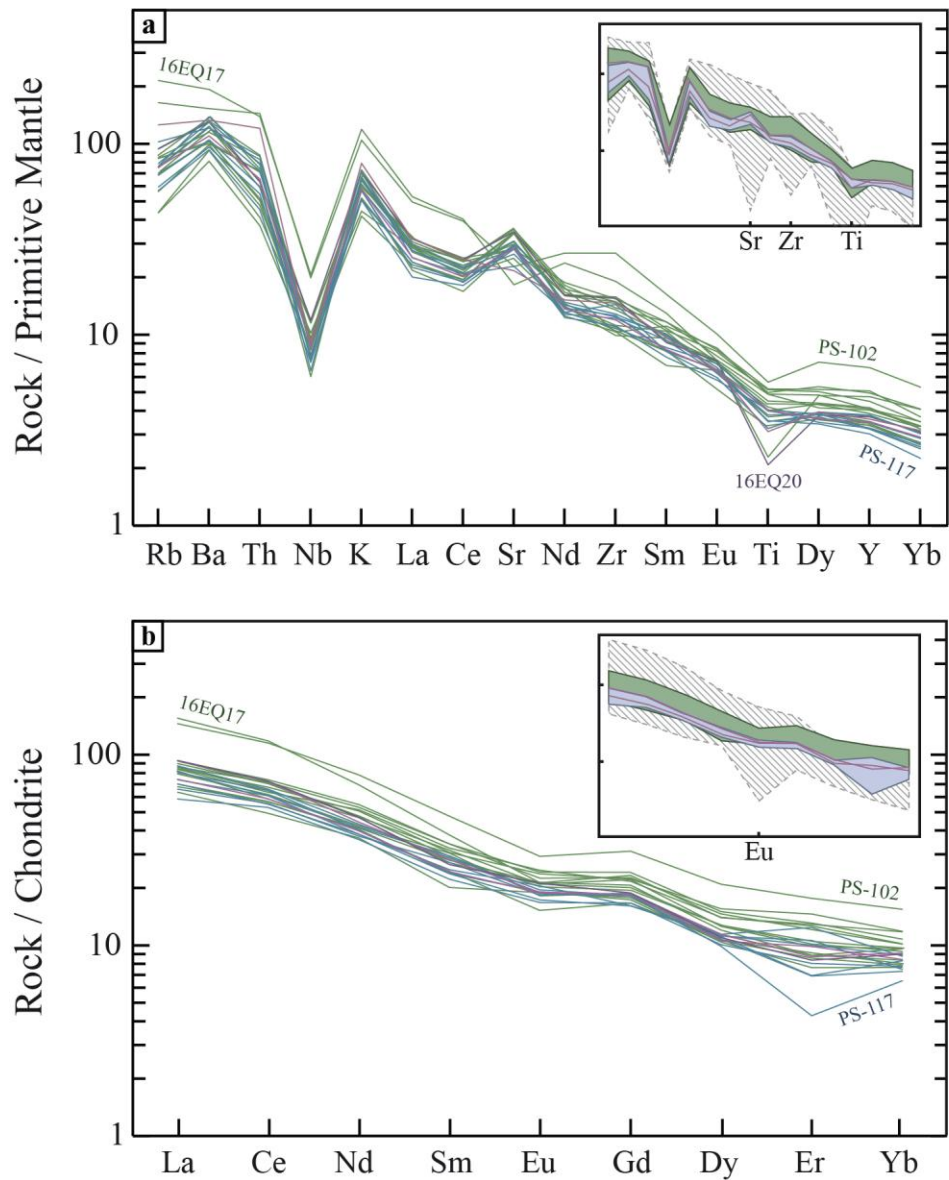 a
Rock / Primitive Mantle
100
10
1
16EQ17
Sr Zr Ti
PS-102
PS-117
16EQ20
Rb Ba Th Nb K La Ce Sr Nd Zr Sm Eu Ti Dy Y Yb
b
Rock / Chondrite
100
10
1
16EQ17
Eu
PS-102
PS-117
La Ce Nd Sm Eu Gd Dy Er Yb